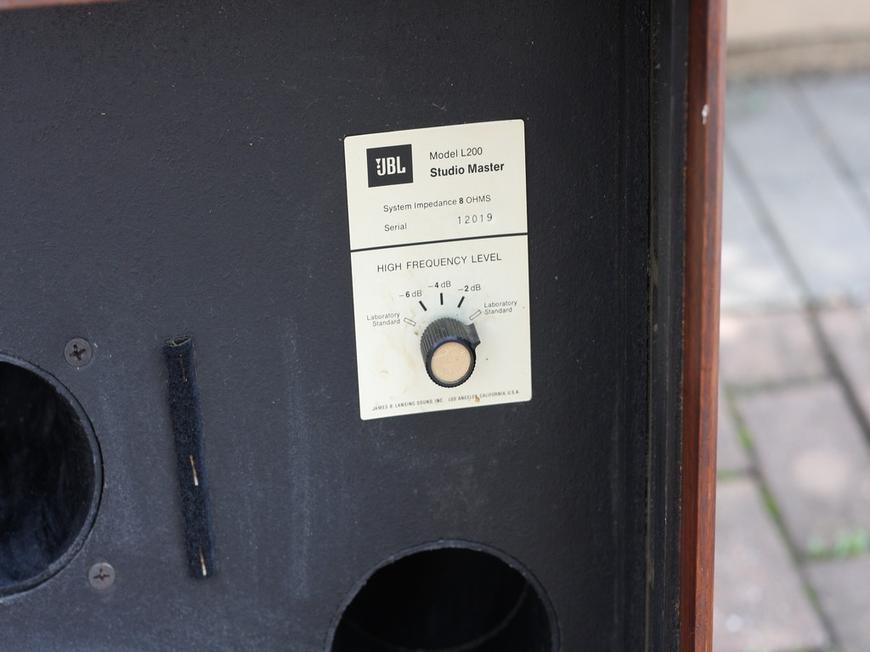 JBL
Model L200
Studio Master
System Impedance 8 OHMS
Serial 12019
HIGH FREQUENCY LEVEL
-6 dB -4 dB -2 dB
Laboratory Standard
Laboratory Standard
JAMES B. LANSING SOUND, INC. LOS ANGELES, CALIFORNIA, U.S.A.